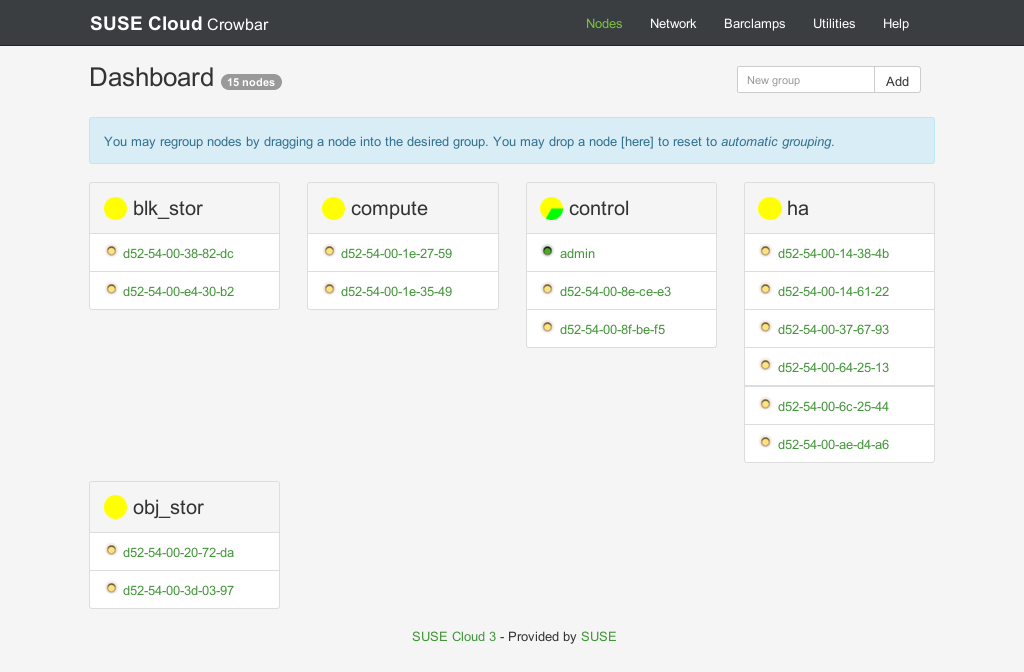 SUSE Cloud Crowbar
Nodes Network Barclamps Utilities Help
Dashboard 15 nodes
New group Add
You may regroup nodes by dragging a node into the desired group. You may drop a node [here] to reset to automatic grouping.
blk_stor
d52-54-00-38-82-dc
d52-54-00-e4-30-b2
compute
d52-54-00-1e-27-59
d52-54-00-1e-35-49
control
admin
d52-54-00-8e-ce-e3
d52-54-00-8f-be-f5
ha
d52-54-00-14-38-4b
d52-54-00-14-61-22
d52-54-00-37-67-93
d52-54-00-64-25-13
d52-54-00-6c-25-44
d52-54-00-ae-d4-a6
obj_stor
d52-54-00-20-72-da
d52-54-00-3d-03-97
SUSE Cloud 3 - Provided by SUSE